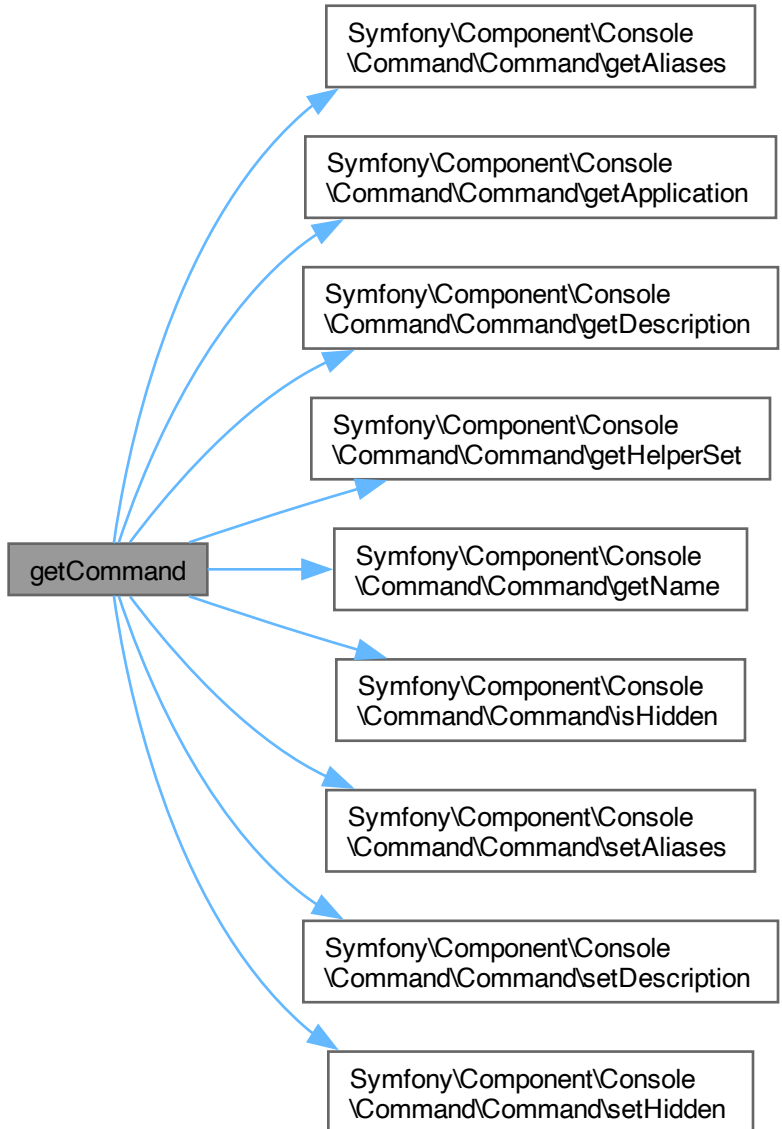 Symfony\Component\Console
\Command\Command\getAliases
Symfony\Component\Console
\Command\Command\getApplication
Symfony\Component\Console
\Command\Command\getDescription
Symfony\Component\Console
\Command\Command\getHelperSet
getCommand
Symfony\Component\Console
\Command\Command\getName
Symfony\Component\Console
\Command\Command\isHidden
Symfony\Component\Console
\Command\Command\setAliases
Symfony\Component\Console
\Command\Command\setDescription
Symfony\Component\Console
\Command\Command\setHidden